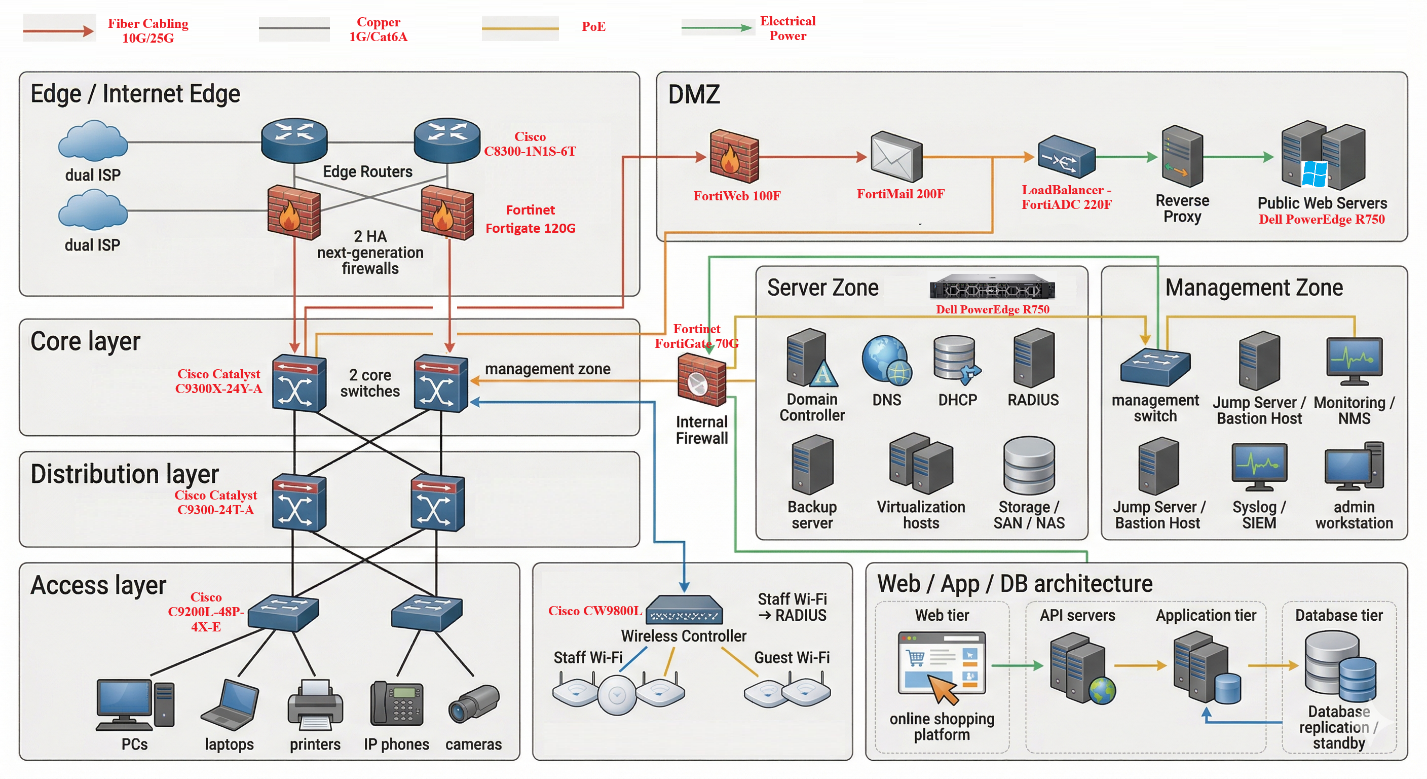 Fiber Cabling
10G/25G
Copper
1G/Cat6A
PoE
Electrical
Power
Edge / Internet Edge
dual ISP
dual ISP
Cisco
C8300-1N1S-6T
Edge Routers
Fortinet
Fortigate 120G
2 HA
next-generation
firewalls
DMZ
FortiWeb 100F
FortiMail 200F
LoadBalancer -
FortiADC 220F
Reverse
Proxy
Public Web Servers
Dell PowerEdge R750
Core layer
Cisco Catalyst
C9300X-24Y-A
2 core
switches
management zone
Fortinet
FortiGate 70G
Internal
Firewall
Server Zone
Dell PowerEdge R750
Domain
Controller
DNS
DHCP
RADIUS
Backup
server
Virtualization
hosts
Storage /
SAN / NAS
Management Zone
management
switch
Jump Server /
Bastion Host
Monitoring /
NMS
Jump Server /
Bastion Host
Syslog /
SIEM
admin
workstation
Distribution layer
Cisco Catalyst
C9300-24T-A
Access layer
Cisco
C9200L-48P-
4X-E
PCs
laptops
printers
IP phones
cameras
Cisco CW9800L
Staff Wi-Fi
→ RADIUS
Wireless Controller
Staff Wi-Fi
Guest Wi-Fi
Web / App / DB architecture
Web tier
online shopping
platform
API servers
Application tier
Database tier
Database
replication /
standby